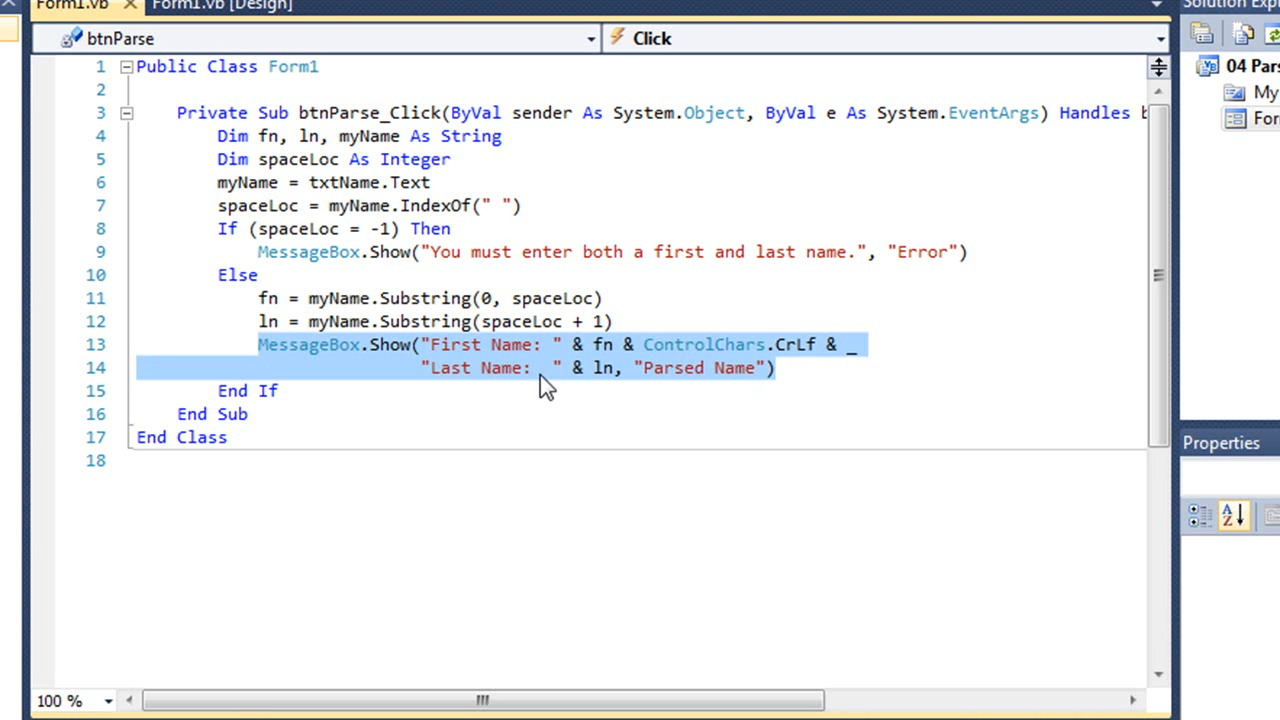 Form1.vb Form1.vb [Design] Solution Expl
btnParse Click
1 Public Class Form1 04 Pars
2 My
3 Private Sub btnParse_Click(ByVal sender As System.Object, ByVal e As System.EventArgs) Handles b For
4 Dim fn, ln, myName As String
5 Dim spaceLoc As Integer
6 myName = txtName.Text
7 spaceLoc = myName.IndexOf(" ")
8 If (spaceLoc = -1) Then
9 MessageBox.Show("You must enter both a first and last name.", "Error")
10 Else
11 fn = myName.Substring(0, spaceLoc)
12 ln = myName.Substring(spaceLoc + 1)
13 MessageBox.Show("First Name: " & fn & ControlChars.CrLf & _
14 "Last Name:  " & ln, "Parsed Name")
15 End If
16 End Sub
17 End Class
Properties
18
100 %